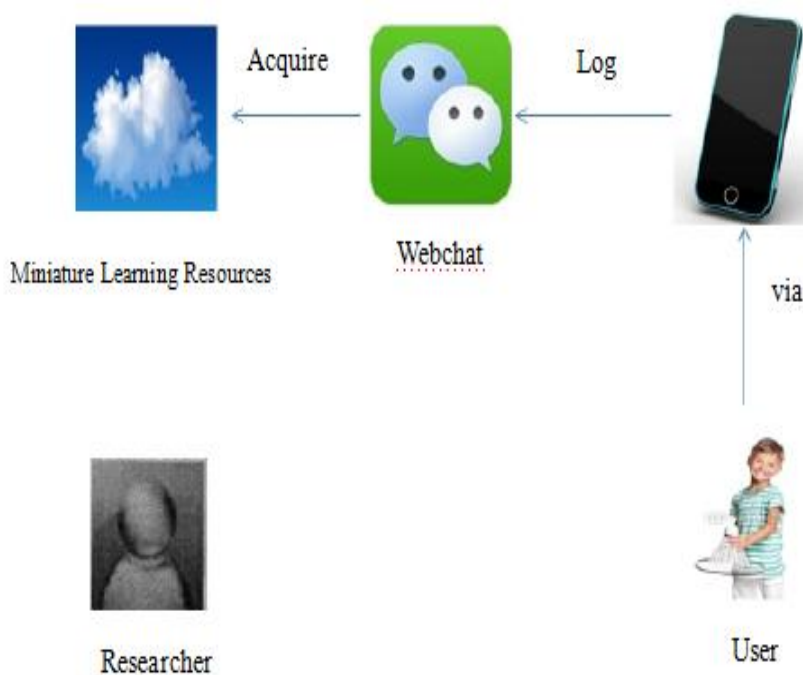 Acquire
Log
Webchat
Miniature Learning Resources
via
Researcher
User